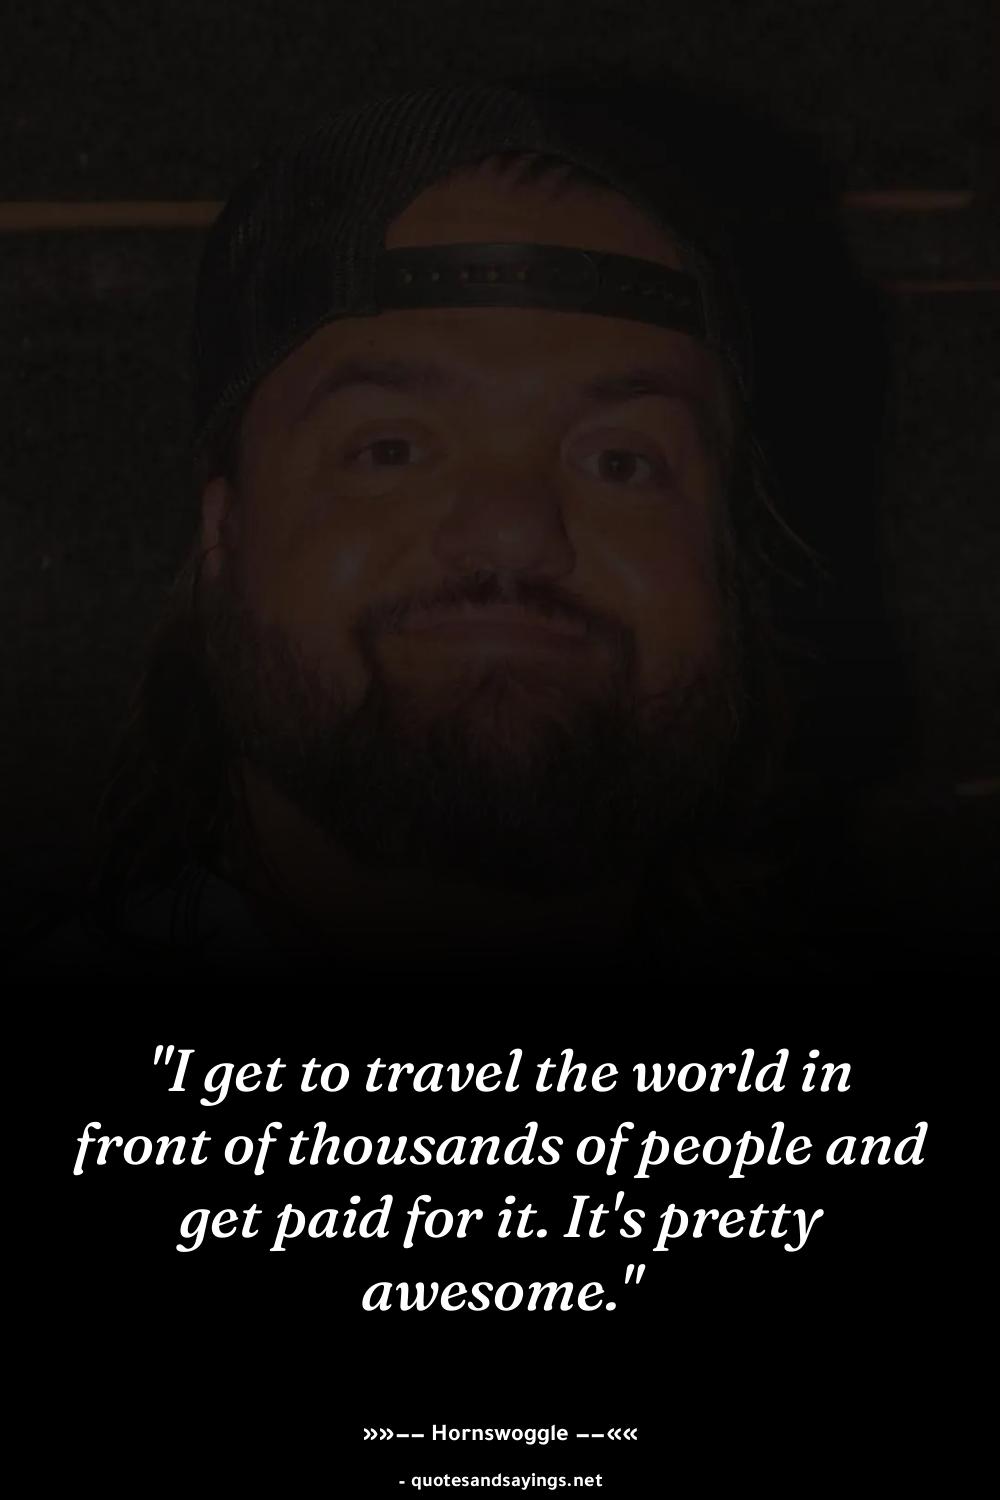 "I get to travel the world in
front of thousands of people and
get paid for it. It's pretty
awesome."
»»—— Hornswoggle ——««
- quotesandsayings.net